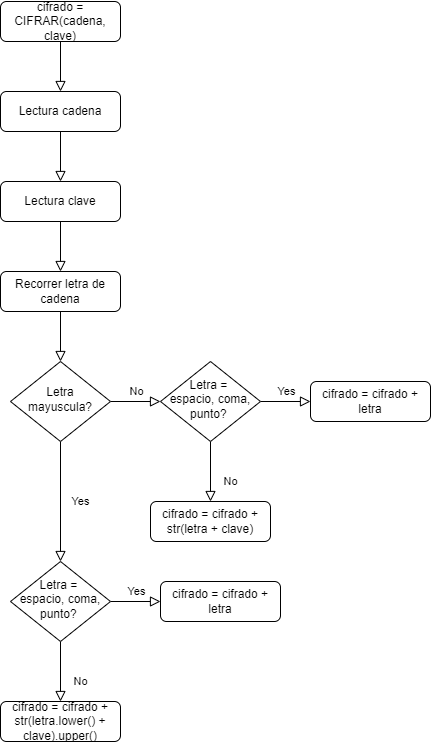 cifrado =
CIFRAR(cadena,
clave)
Lectura cadena
Lectura clave
Recorrer letra de
cadena
Letra
mayuscula?
No
Letra =
espacio, coma,
punto?
Yes
cifrado = cifrado +
letra
No
cifrado = cifrado +
str(letra + clave)
Yes
Letra =
espacio, coma,
punto?
Yes
cifrado = cifrado +
letra
No
cifrado = cifrado +
str(letra.lower() +
clave).upper()